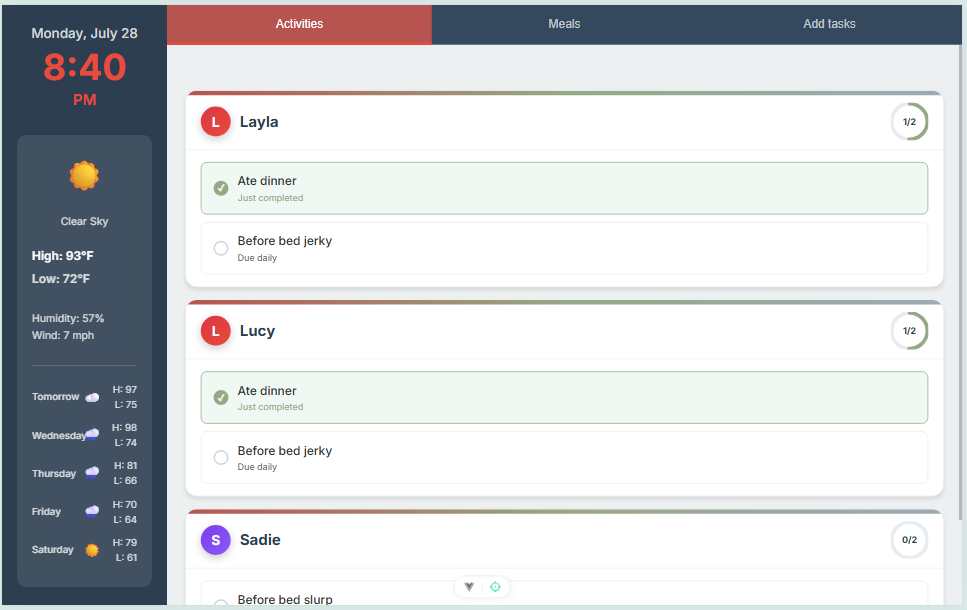 Monday, July 28
8:40
PM
Clear Sky
High: 93°F
Low: 72°F
Humidity: 57%
Wind: 7 mph
Tomorrow H: 97
L: 75
Wednesday H: 98
L: 74
Thursday H: 81
L: 66
Friday H: 70
L: 64
Saturday H: 79
L: 61
Activities Meals Add tasks
L Layla 1/2
Ate dinner
Just completed
Before bed jerky
Due daily
L Lucy 1/2
Ate dinner
Just completed
Before bed jerky
Due daily
S Sadie 0/2
Before bed slurp